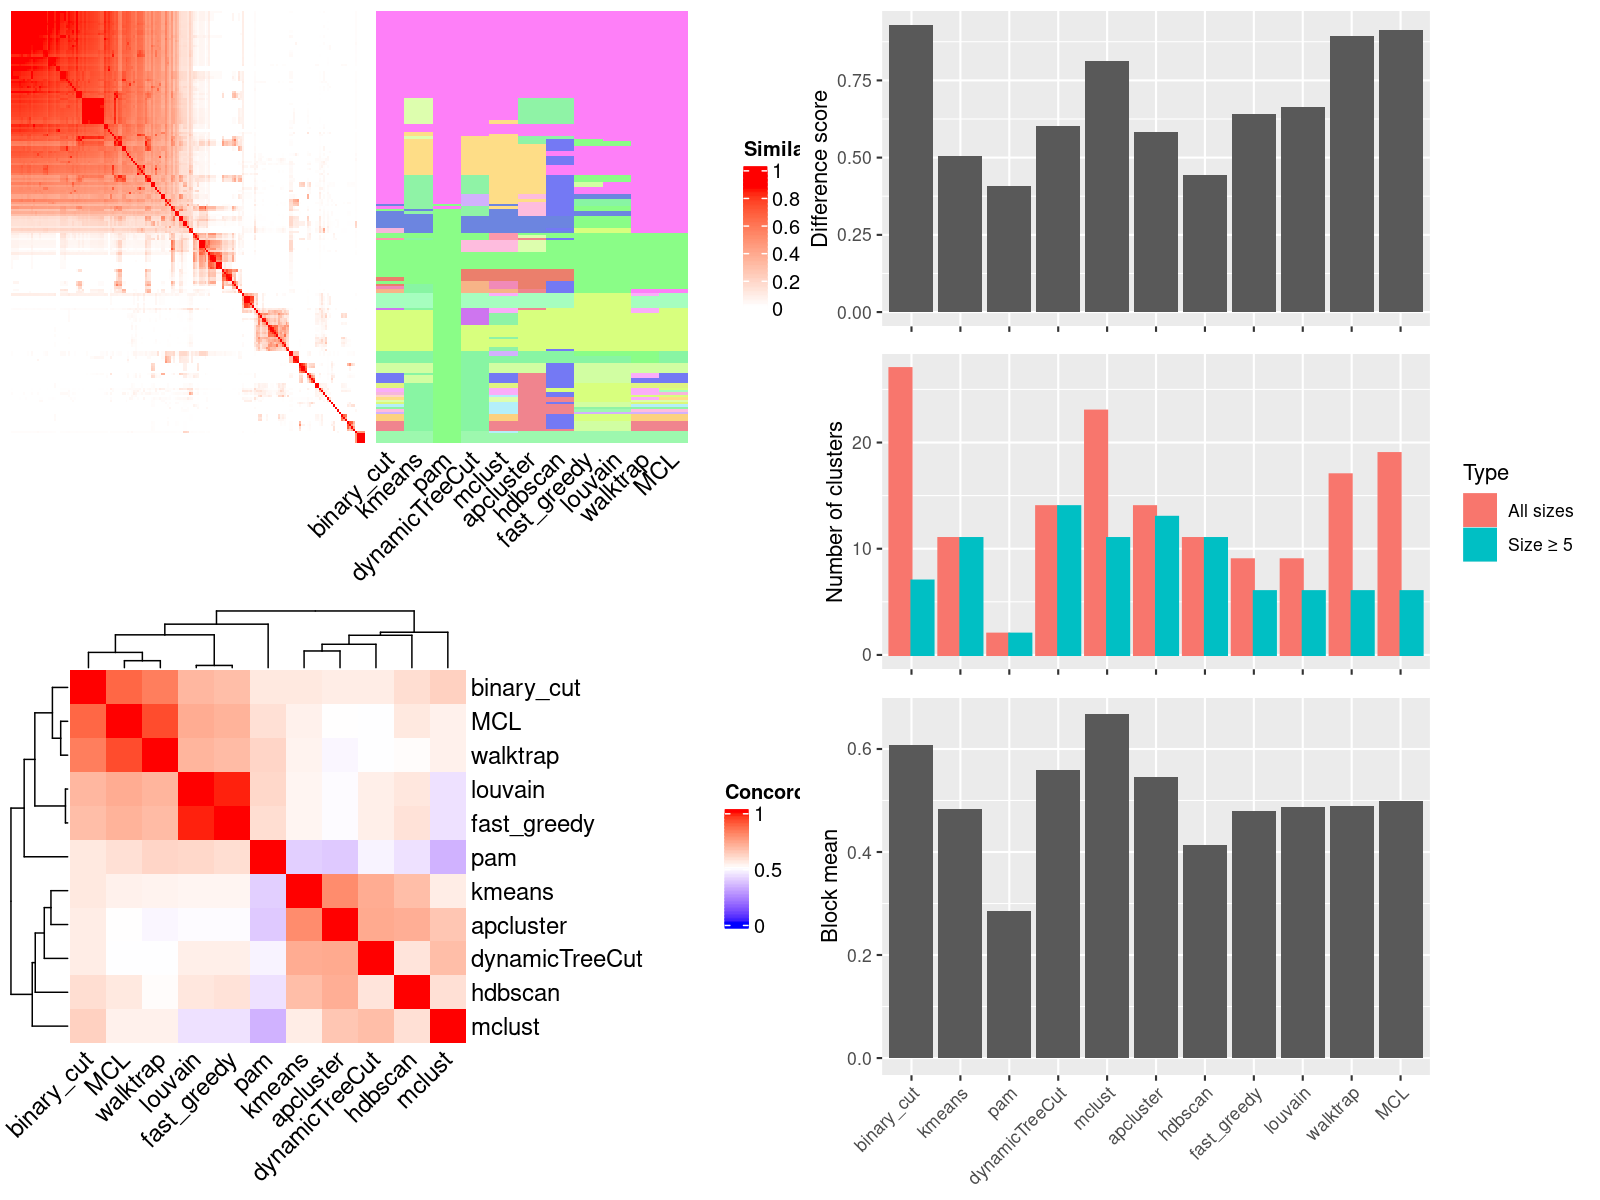 Simila
1
0.8
0.6
0.4
0.2
0
binary_cut
kmeans
pam
dynamicTreeCut
mclust
apcluster
hdbscan
fast_greedy
louvain
walktrap
MCL
Difference score
0.75
0.50
0.25
0.00
Number of clusters
20
10
0
Type
All sizes
Size ≥ 5
binary_cut
MCL
walktrap
louvain
fast_greedy
pam
kmeans
apcluster
dynamicTreeCut
hdbscan
mclust
binary_cut
MCL
walktrap
louvain
fast_greedy
pam
kmeans
apcluster
dynamicTreeCut
hdbscan
mclust
Concord
1
0.5
0
Block mean
0.6
0.4
0.2
0.0
binary_cut
kmeans
pam
dynamicTreeCut
mclust
apcluster
hdbscan
fast_greedy
louvain
walktrap
MCL